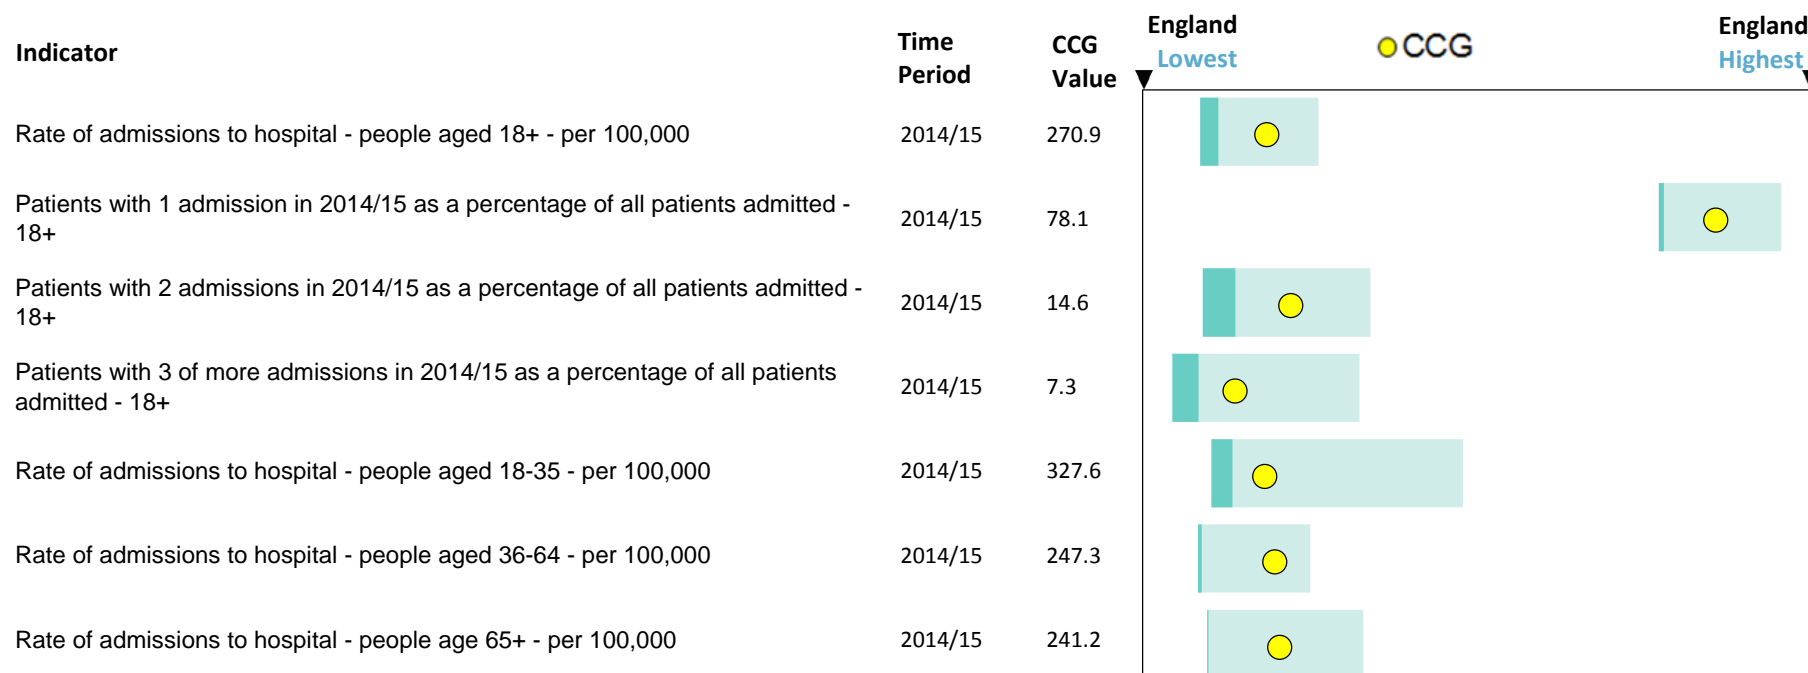 Indicator
Time Period
CCG Value
England Lowest
CCG
England Highest
Rate of admissions to hospital - people aged 18+ - per 100,000 2014/15 270.9
Patients with 1 admission in 2014/15 as a percentage of all patients admitted -
18+
2014/15 78.1
Patients with 2 admissions in 2014/15 as a percentage of all patients admitted -
18+
2014/15 14.6
Patients with 3 of more admissions in 2014/15 as a percentage of all patients
admitted - 18+
2014/15 7.3
Rate of admissions to hospital - people aged 18-35 - per 100,000 2014/15 327.6
Rate of admissions to hospital - people aged 36-64 - per 100,000 2014/15 247.3
Rate of admissions to hospital - people age 65+ - per 100,000 2014/15 241.2